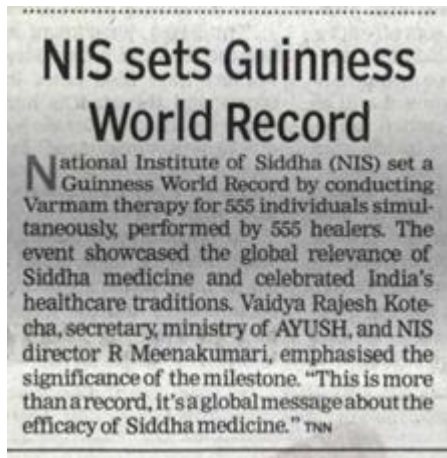 NIS sets Guinness
World Record
National Institute of Siddha (NIS) set a
Guinness World Record by conducting
Varmam therapy for 555 individuals simul-
taneously, performed by 555 healers. The
event showcased the global relevance of
Siddha medicine and celebrated India's
healthcare traditions. Vaidya Rajesh Kote-
cha, secretary, ministry of AYUSH, and NIS
director R Meenakumari, emphasised the
significance of the milestone. "This is more
than a record, it's a global message about the
efficacy of Siddha medicine." TNN